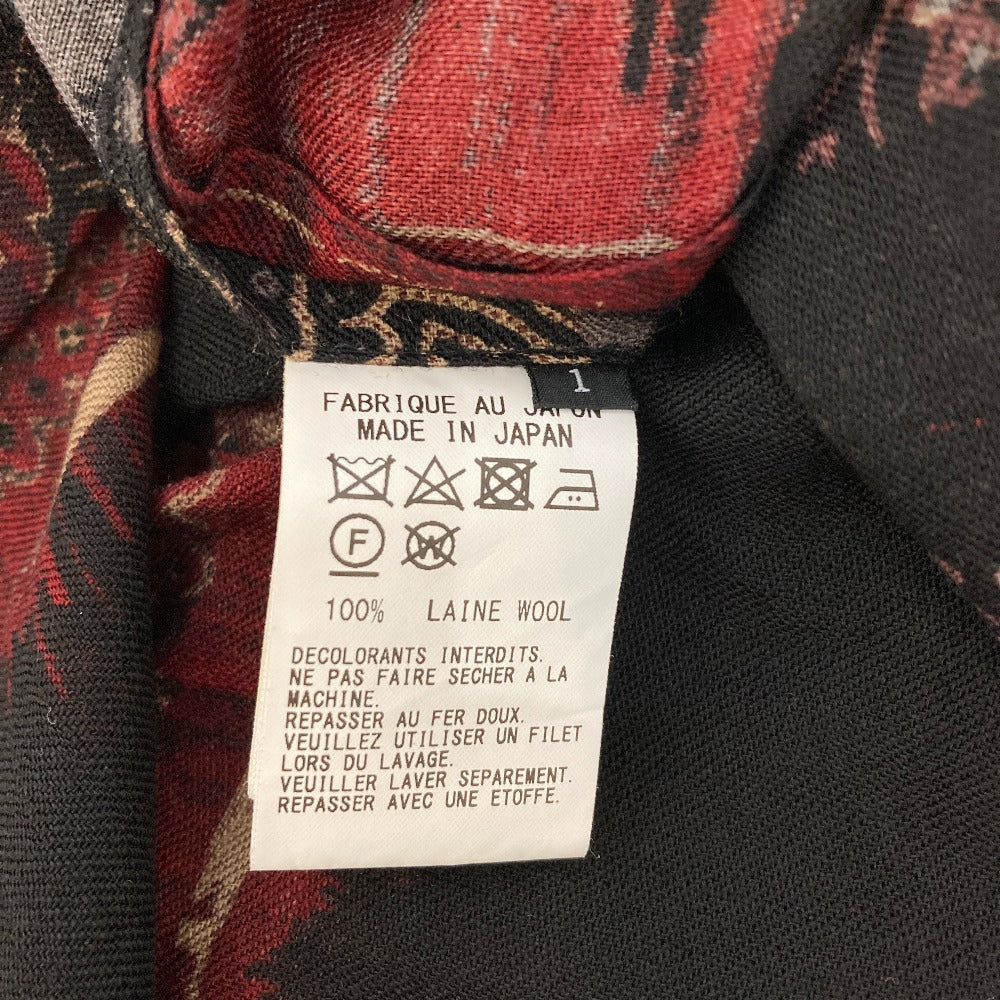 1
FABRIQUE AU JAPON
MADE IN JAPAN
F
W
100% LAINE WOOL
DECOLORANTS INTERDITS.
NE PAS FAIRE SECHER A LA
MACHINE.
REPASSER AU FER DOUX.
VEUILLEZ UTILISER UN FILET
LORS DU LAVAGE.
VEUILLER LAVER SEPAREMENT.
REPASSER AVEC UNE ETOFFE.